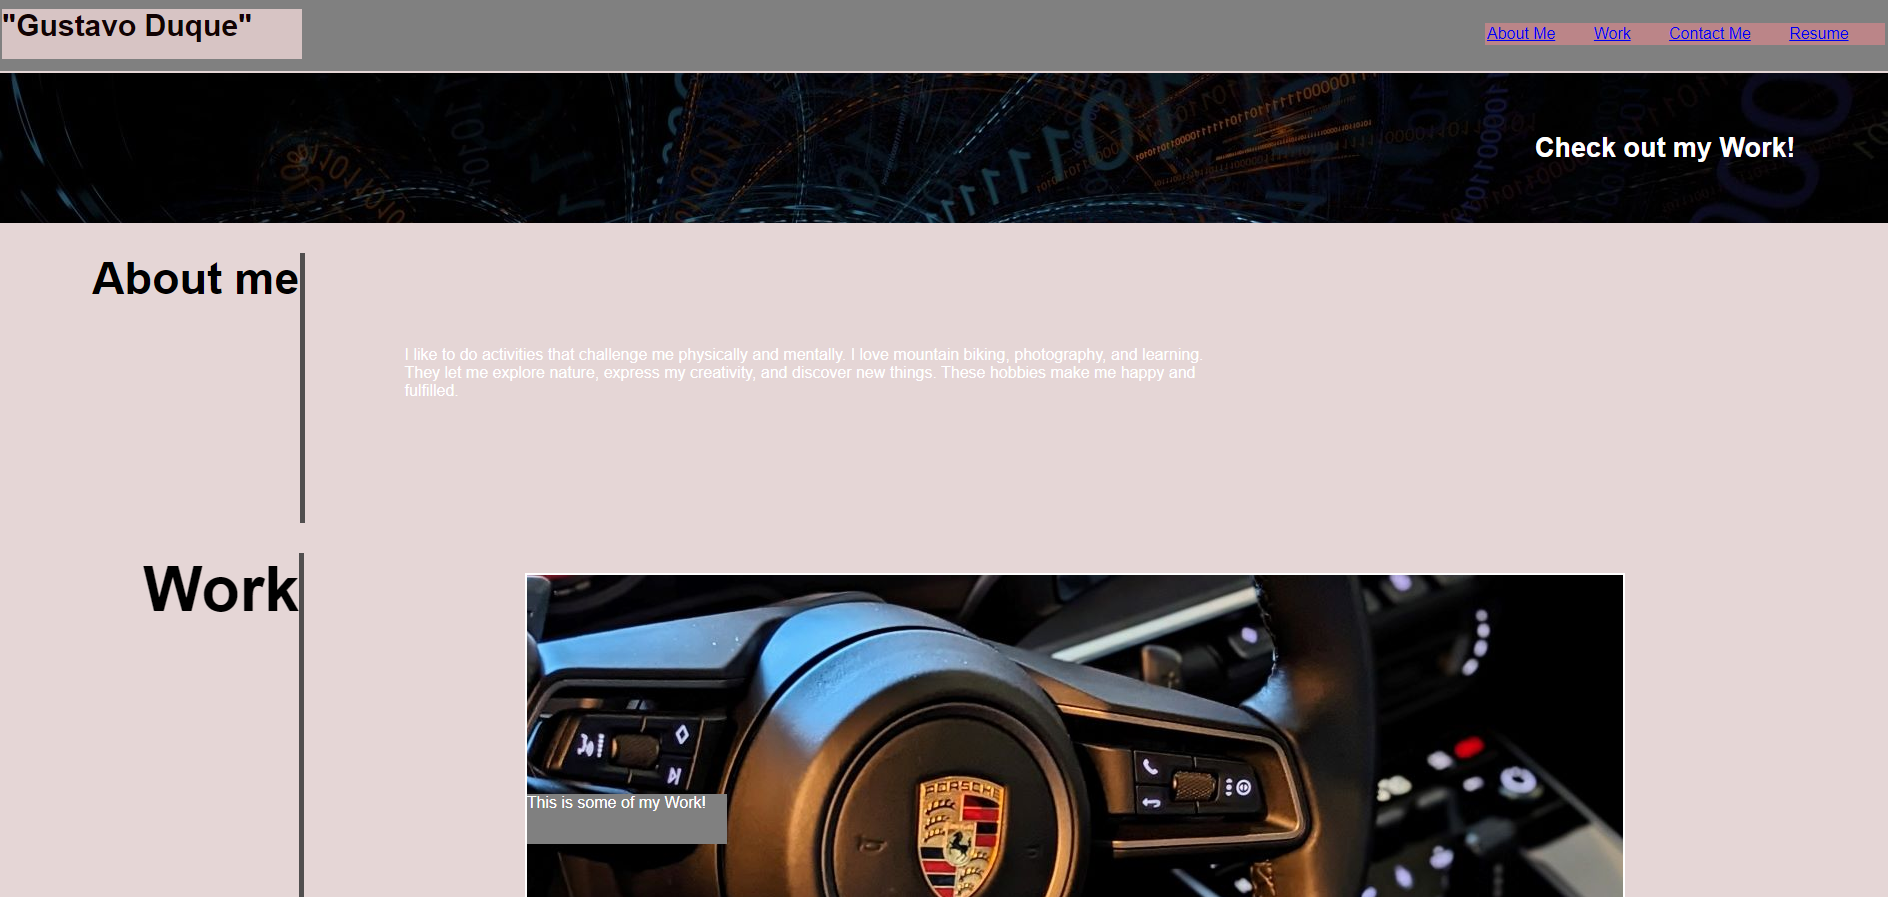 "Gustavo Duque"
About Me Work Contact Me Resume
Check out my Work!
About me
I like to do activities that challenge me physically and mentally. I love mountain biking, photography, and learning.
They let me explore nature, express my creativity, and discover new things. These hobbies make me happy and
fulfilled.
Work
This is some of my Work!
PORSCHE